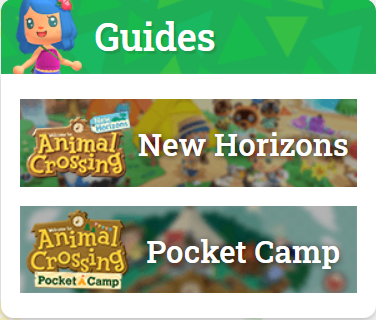 Guides
Welcome to
Animal
Crossing
New
Horizons
New Horizons
Welcome to
Animal
Crossing
Pocket Camp
Pocket Camp